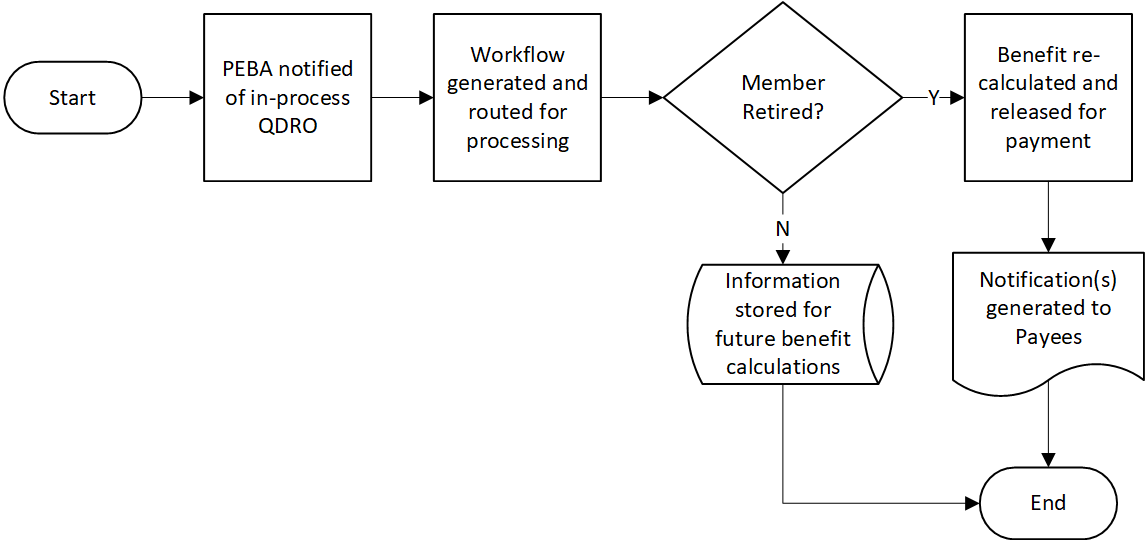 Start
PEBA notified
of in-process
QDRO
Workflow
generated and
routed for
processing
Member
Retired?
Y
Benefit re-
calculated and
released for
payment
N
Information
stored for
future benefit
calculations
Notification(s)
generated to
Payees
End